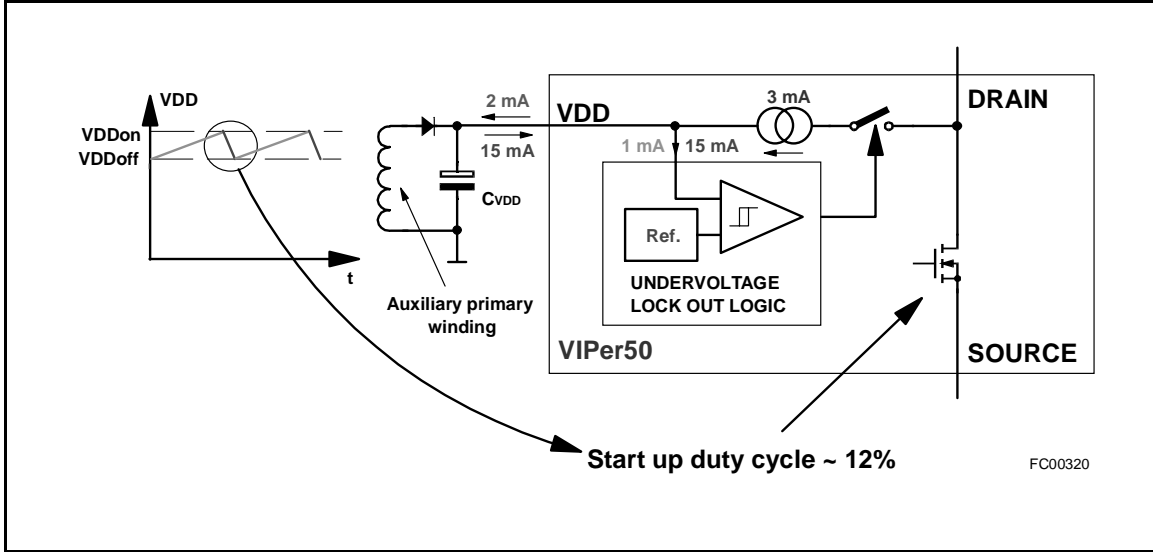 VDD
VDDon
VDDoff
t
2 mA
15 mA
CVDD
Auxiliary primary
winding
VDD
3 mA
DRAIN
1 mA
15 mA
Ref.
UNDERVOLTAGE
LOCK OUT LOGIC
VIPer50
SOURCE
Start up duty cycle ~ 12%
FC00320